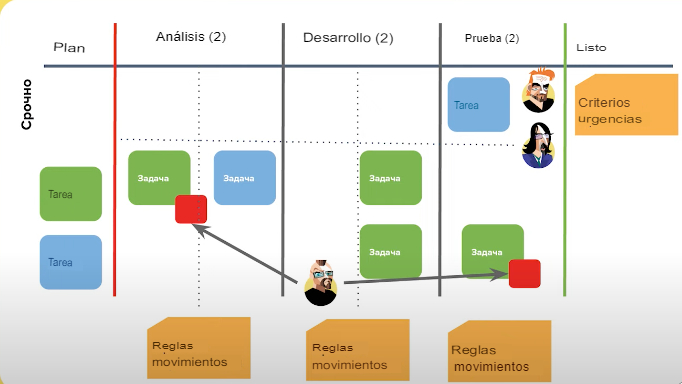 Plan
Análisis (2)
Desarrollo (2)
Prueba (2)
Listo
Срочно
Tarea
Criterios
urgencias
Задача
Задача
Задача
Tarea
Tarea
Задача
Задача
Reglas
movimientos
Reglas
movimientos
Reglas
movimientos